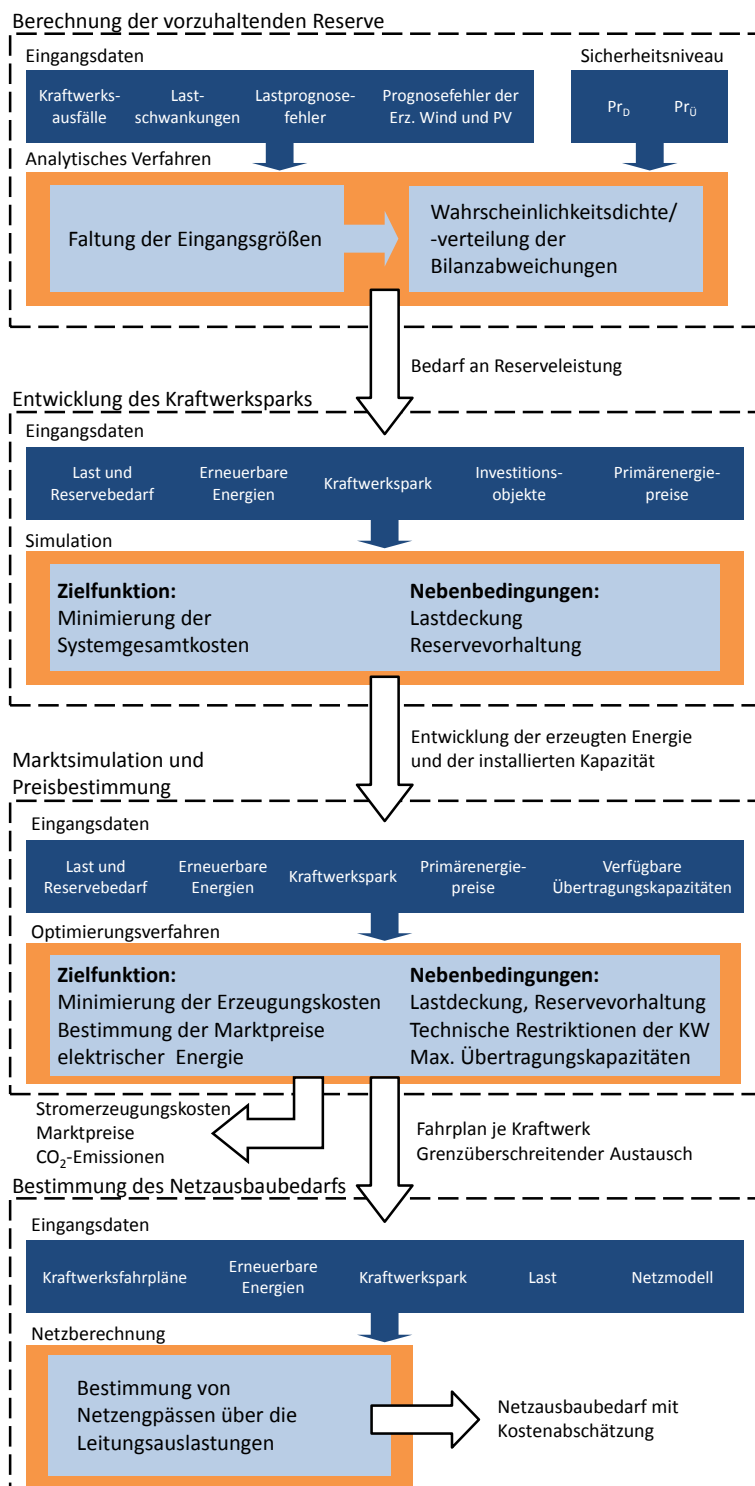 Berechnung der vorzuhaltenden Reserve
Eingangsdaten
Sicherheitsniveau
Kraftwerks-
ausfälle
Last-
schwankungen
Lastprognose-
fehler
Prognosefehler der
Erz. Wind und PV
Pr_D
Pr_Ü
Analytisches Verfahren
Faltung der Eingangsgrößen
Wahrscheinlichkeitsdichte/
-verteilung der
Bilanzabweichungen
Bedarf an Reserveleistung
Entwicklung des Kraftwerksparks
Eingangsdaten
Last und
Reservebedarf
Erneuerbare
Energien
Kraftwerkspark
Investitions-
objekte
Primärenergie-
preise
Simulation
Zielfunktion:
Minimierung der
Systemgesamtkosten
Nebenbedingungen:
Lastdeckung
Reservevorhaltung
Entwicklung der erzeugten Energie
und der installierten Kapazität
Marktsimulation und
Preisbestimmung
Eingangsdaten
Last und
Reservebedarf
Erneuerbare
Energien
Kraftwerkspark
Primärenergie-
preise
Verfügbare
Übertragungskapazitäten
Optimierungsverfahren
Zielfunktion:
Minimierung der Erzeugungskosten
Bestimmung der Marktpreise
elektrischer Energie
Nebenbedingungen:
Lastdeckung, Reservevorhaltung
Technische Restriktionen der KW
Max. Übertragungskapazitäten
Stromerzeugungskosten
Marktpreise
CO₂-Emissionen
Fahrplan je Kraftwerk
Grenzüberschreitender Austausch
Bestimmung des Netzausbaubedarfs
Eingangsdaten
Kraftwerksfahrpläne
Erneuerbare
Energien
Kraftwerkspark
Last
Netzmodell
Netzberechnung
Bestimmung von
Netzengpässen über die
Leitungsauslastungen
Netzausbaubedarf mit
Kostenabschätzung